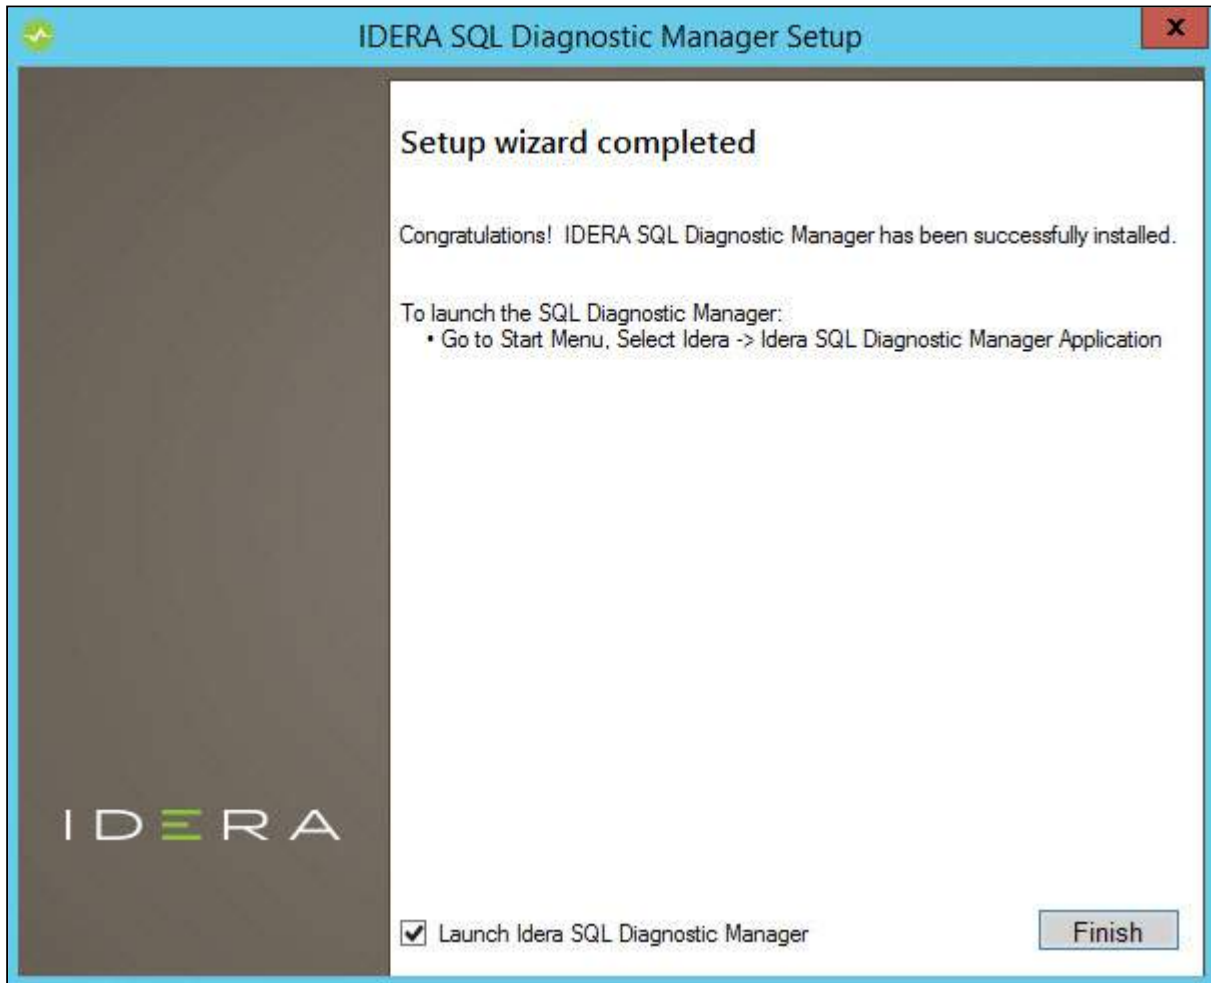 IDERA SQL Diagnostic Manager Setup
x
Setup wizard completed
Congratulations! IDERA SQL Diagnostic Manager has been successfully installed.
To launch the SQL Diagnostic Manager:
• Go to Start Menu, Select Idera -> Idera SQL Diagnostic Manager Application
IDERA
Launch Idera SQL Diagnostic Manager
Finish